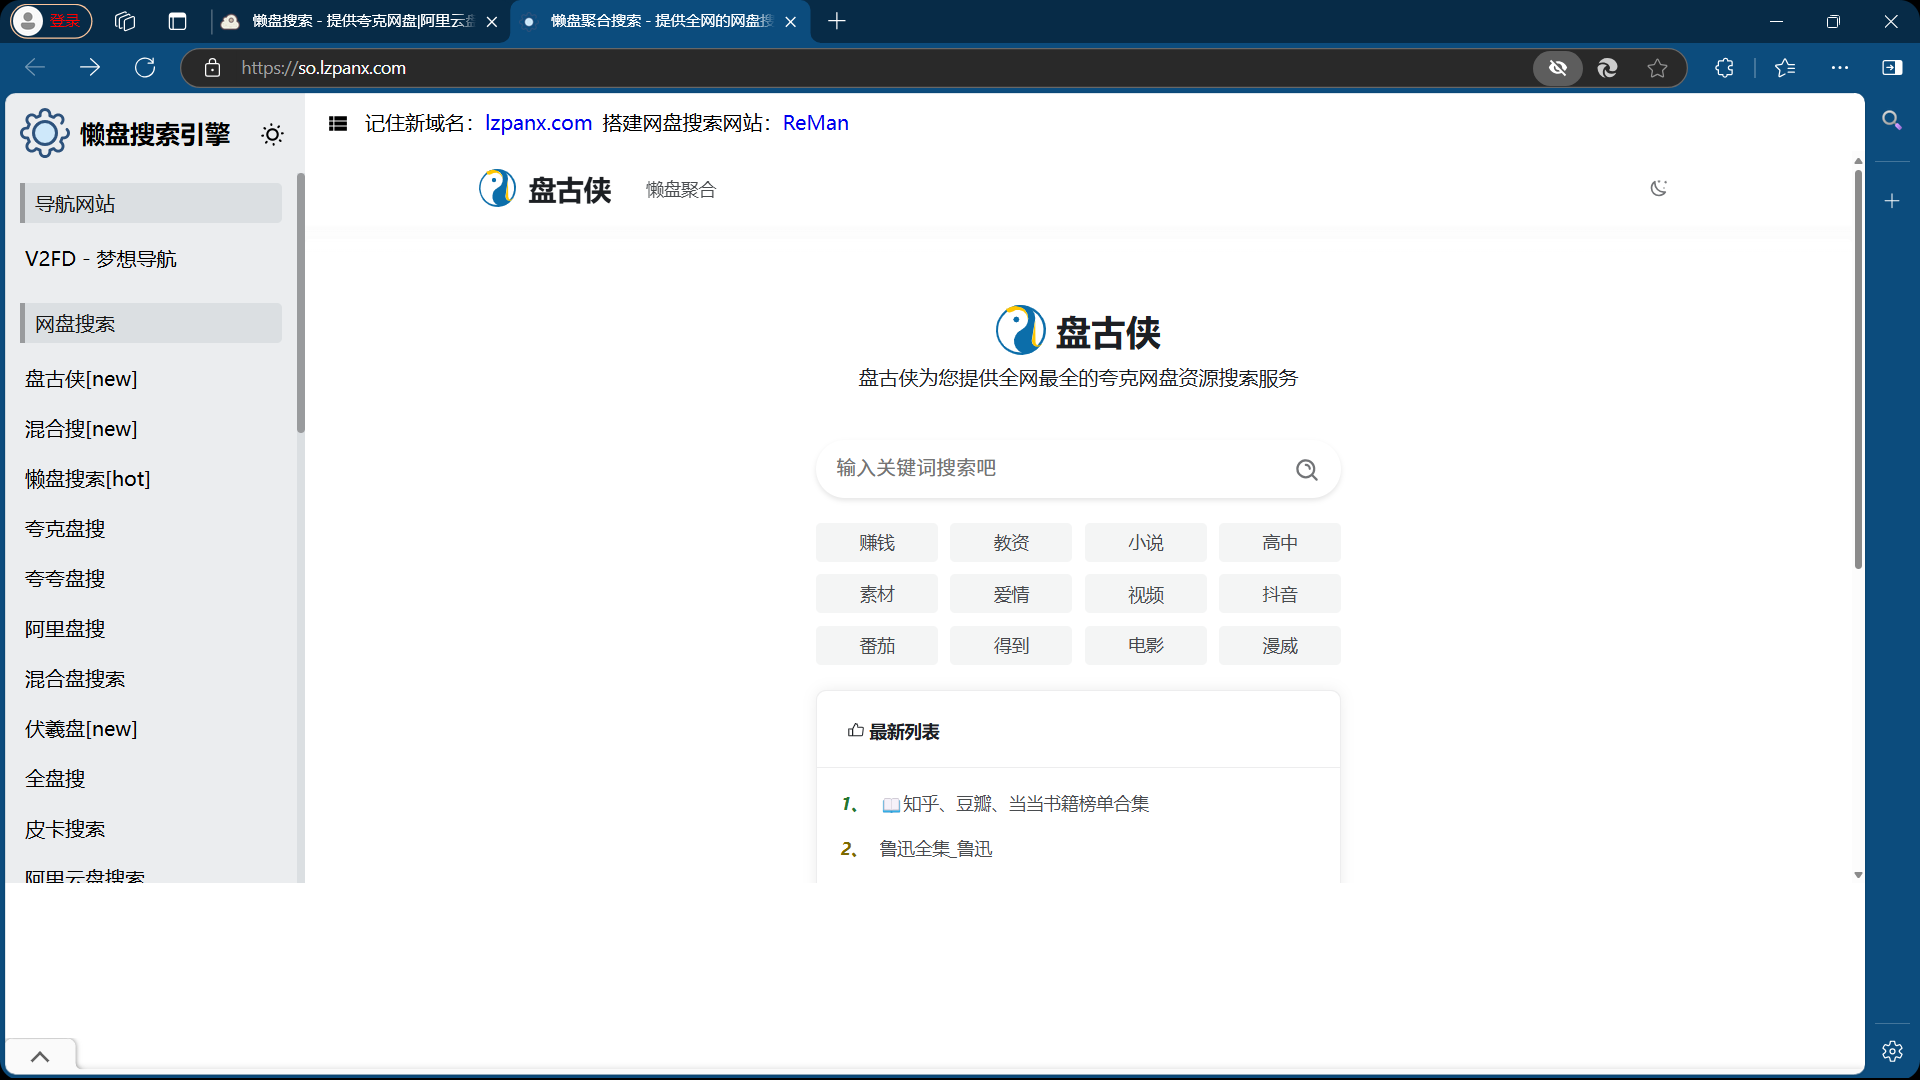 登录
懒盘搜索 - 提供夸克网盘|阿里云盘
懒盘聚合搜索 - 提供全网的网盘搜
https://so.lzpanx.com
懒盘搜索引擎
导航网站
V2FD - 梦想导航
网盘搜索
盘古侠[new]
混合搜[new]
懒盘搜索[hot]
夸克盘搜
夸夸盘搜
阿里盘搜
混合盘搜索
伏羲盘[new]
全盘搜
皮卡搜索
阿里云盘搜索
记住新域名：lzpanx.com 搭建网盘搜索网站：ReMan
盘古侠 懒盘聚合
盘古侠
盘古侠为您提供全网最全的夸克网盘资源搜索服务
输入关键词搜索吧
赚钱 教资 小说 高中
素材 爱情 视频 抖音
番茄 得到 电影 漫威
最新列表
1、 📖知乎、豆瓣、当当书籍榜单合集
2、 鲁迅全集_鲁迅